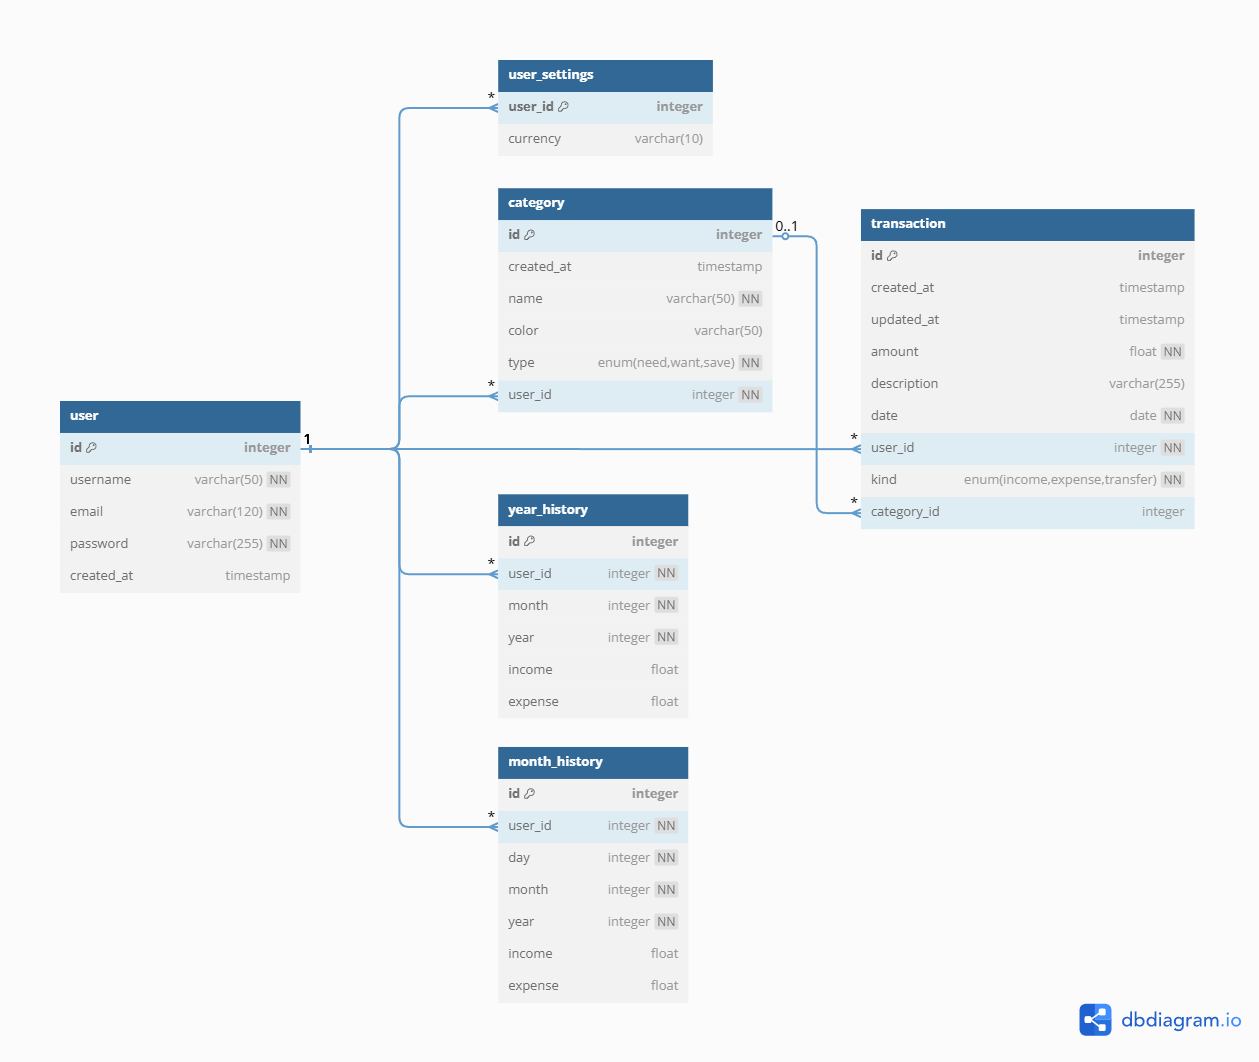 user_settings
* user_id integer
currency varchar(10)
category
id integer 0..1
created_at timestamp
name varchar(50) NN
color varchar(50)
type enum(need,want,save) NN
* user_id integer NN
transaction
id integer
created_at timestamp
updated_at timestamp
amount float NN
description varchar(255)
date date NN
* user_id integer NN
kind enum(income,expense,transfer) NN
* category_id integer
user
id integer 1
username varchar(50) NN
email varchar(120) NN
password varchar(255) NN
created_at timestamp
year_history
id integer
* user_id integer NN
month integer NN
year integer NN
income float
expense float
month_history
id integer
* user_id integer NN
day integer NN
month integer NN
year integer NN
income float
expense float
dbdiagram.io